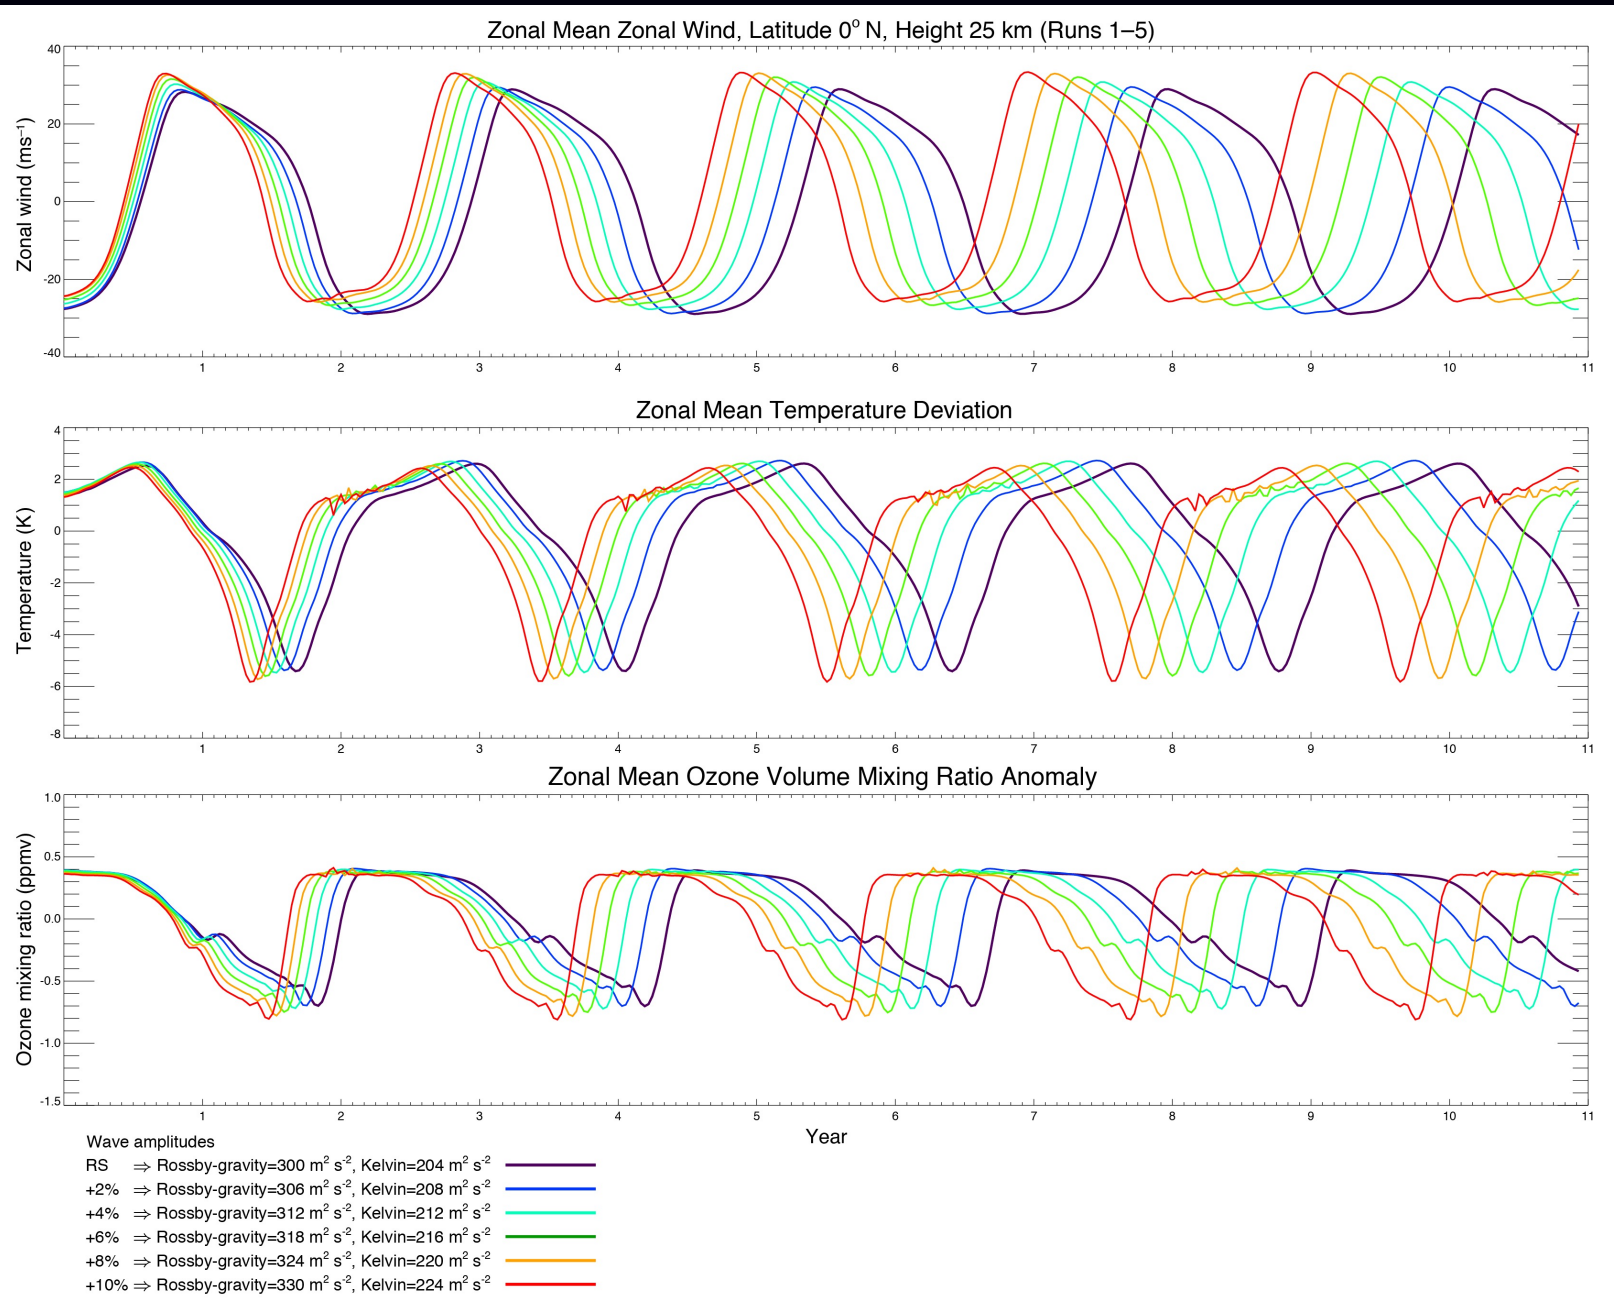 Zonal Mean Zonal Wind, Latitude 0° N, Height 25 km (Runs 1–5)
Zonal wind (ms⁻¹)
40
20
0
-20
-40
1 2 3 4 5 6 7 8 9 10 11
Zonal Mean Temperature Deviation
Temperature (K)
4
2
0
-2
-4
-6
-8
1 2 3 4 5 6 7 8 9 10 11
Zonal Mean Ozone Volume Mixing Ratio Anomaly
Ozone mixing ratio (ppmv)
1.0
0.5
0.0
-0.5
-1.0
-1.5
1 2 3 4 5 6 7 8 9 10 11
Year
Wave amplitudes
RS ⇒ Rossby-gravity=300 m² s⁻², Kelvin=204 m² s⁻²
+2% ⇒ Rossby-gravity=306 m² s⁻², Kelvin=208 m² s⁻²
+4% ⇒ Rossby-gravity=312 m² s⁻², Kelvin=212 m² s⁻²
+6% ⇒ Rossby-gravity=318 m² s⁻², Kelvin=216 m² s⁻²
+8% ⇒ Rossby-gravity=324 m² s⁻², Kelvin=220 m² s⁻²
+10% ⇒ Rossby-gravity=330 m² s⁻², Kelvin=224 m² s⁻²